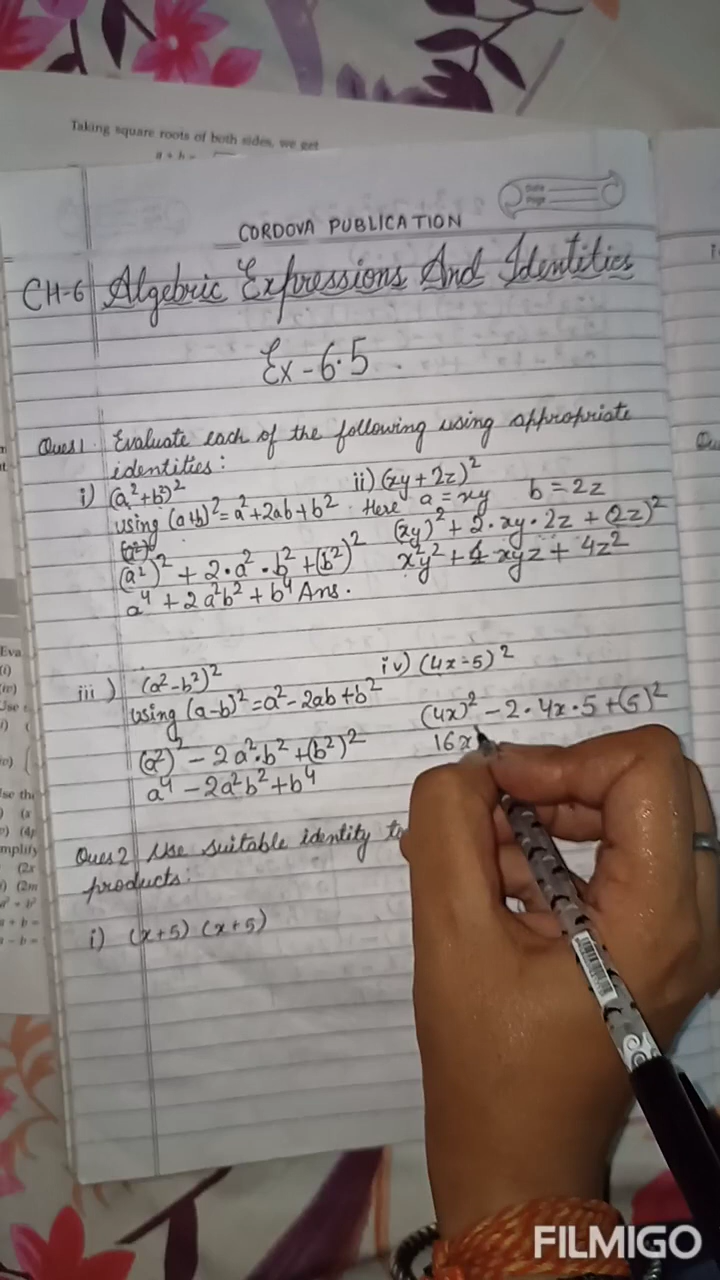 Taking square roots of both sides, we get
a + b =
Date
Page
CORDOVA PUBLICATION
CH-6 Algebric Expressions And Identities
Ex-6.5
Ques1. Evaluate each of the following using appropriate
identities:
i) (a²+b²)²
using (a+b)² = a²+2ab+b²
(a²)² + 2·a²·b² + (b²)²
a⁴ + 2a²b² + b⁴ Ans.
ii) (xy+2z)²
Here a = xy b = 2z
(xy)² + 2·xy·2z + (2z)²
x²y² + 4 xyz + 4z²
iii) (a²-b²)²
using (a-b)² = a²-2ab+b²
(a²)² - 2a²·b² + (b²)²
a⁴ - 2a²b² + b⁴
iv) (4x-5)²
(4x)² - 2·4x·5 + (5)²
16x
Ques2 Use suitable identity to
products:
i) (x+5) (x+5)
FILMIGO